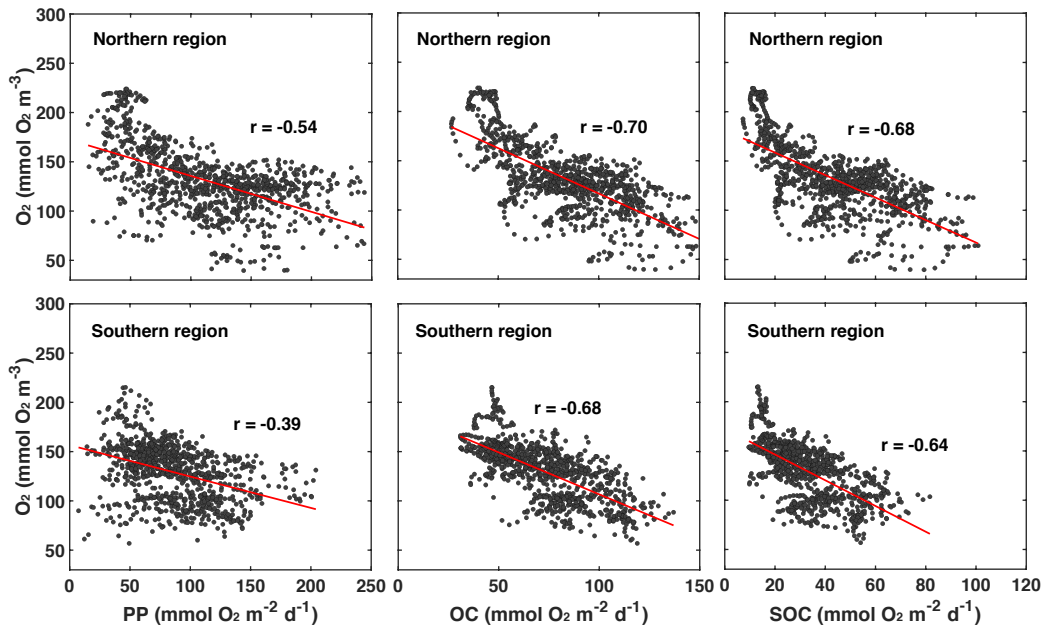 300
250
200
150
100
50
O₂ (mmol O₂ m⁻³)
Northern region
r = -0.54
Northern region
r = -0.70
Northern region
r = -0.68
300
250
200
150
100
50
O₂ (mmol O₂ m⁻³)
Southern region
r = -0.39
Southern region
r = -0.68
Southern region
r = -0.64
0 50 100 150 200 250
PP (mmol O₂ m⁻² d⁻¹)
0 50 100 150
OC (mmol O₂ m⁻² d⁻¹)
0 20 40 60 80 100 120
SOC (mmol O₂ m⁻² d⁻¹)